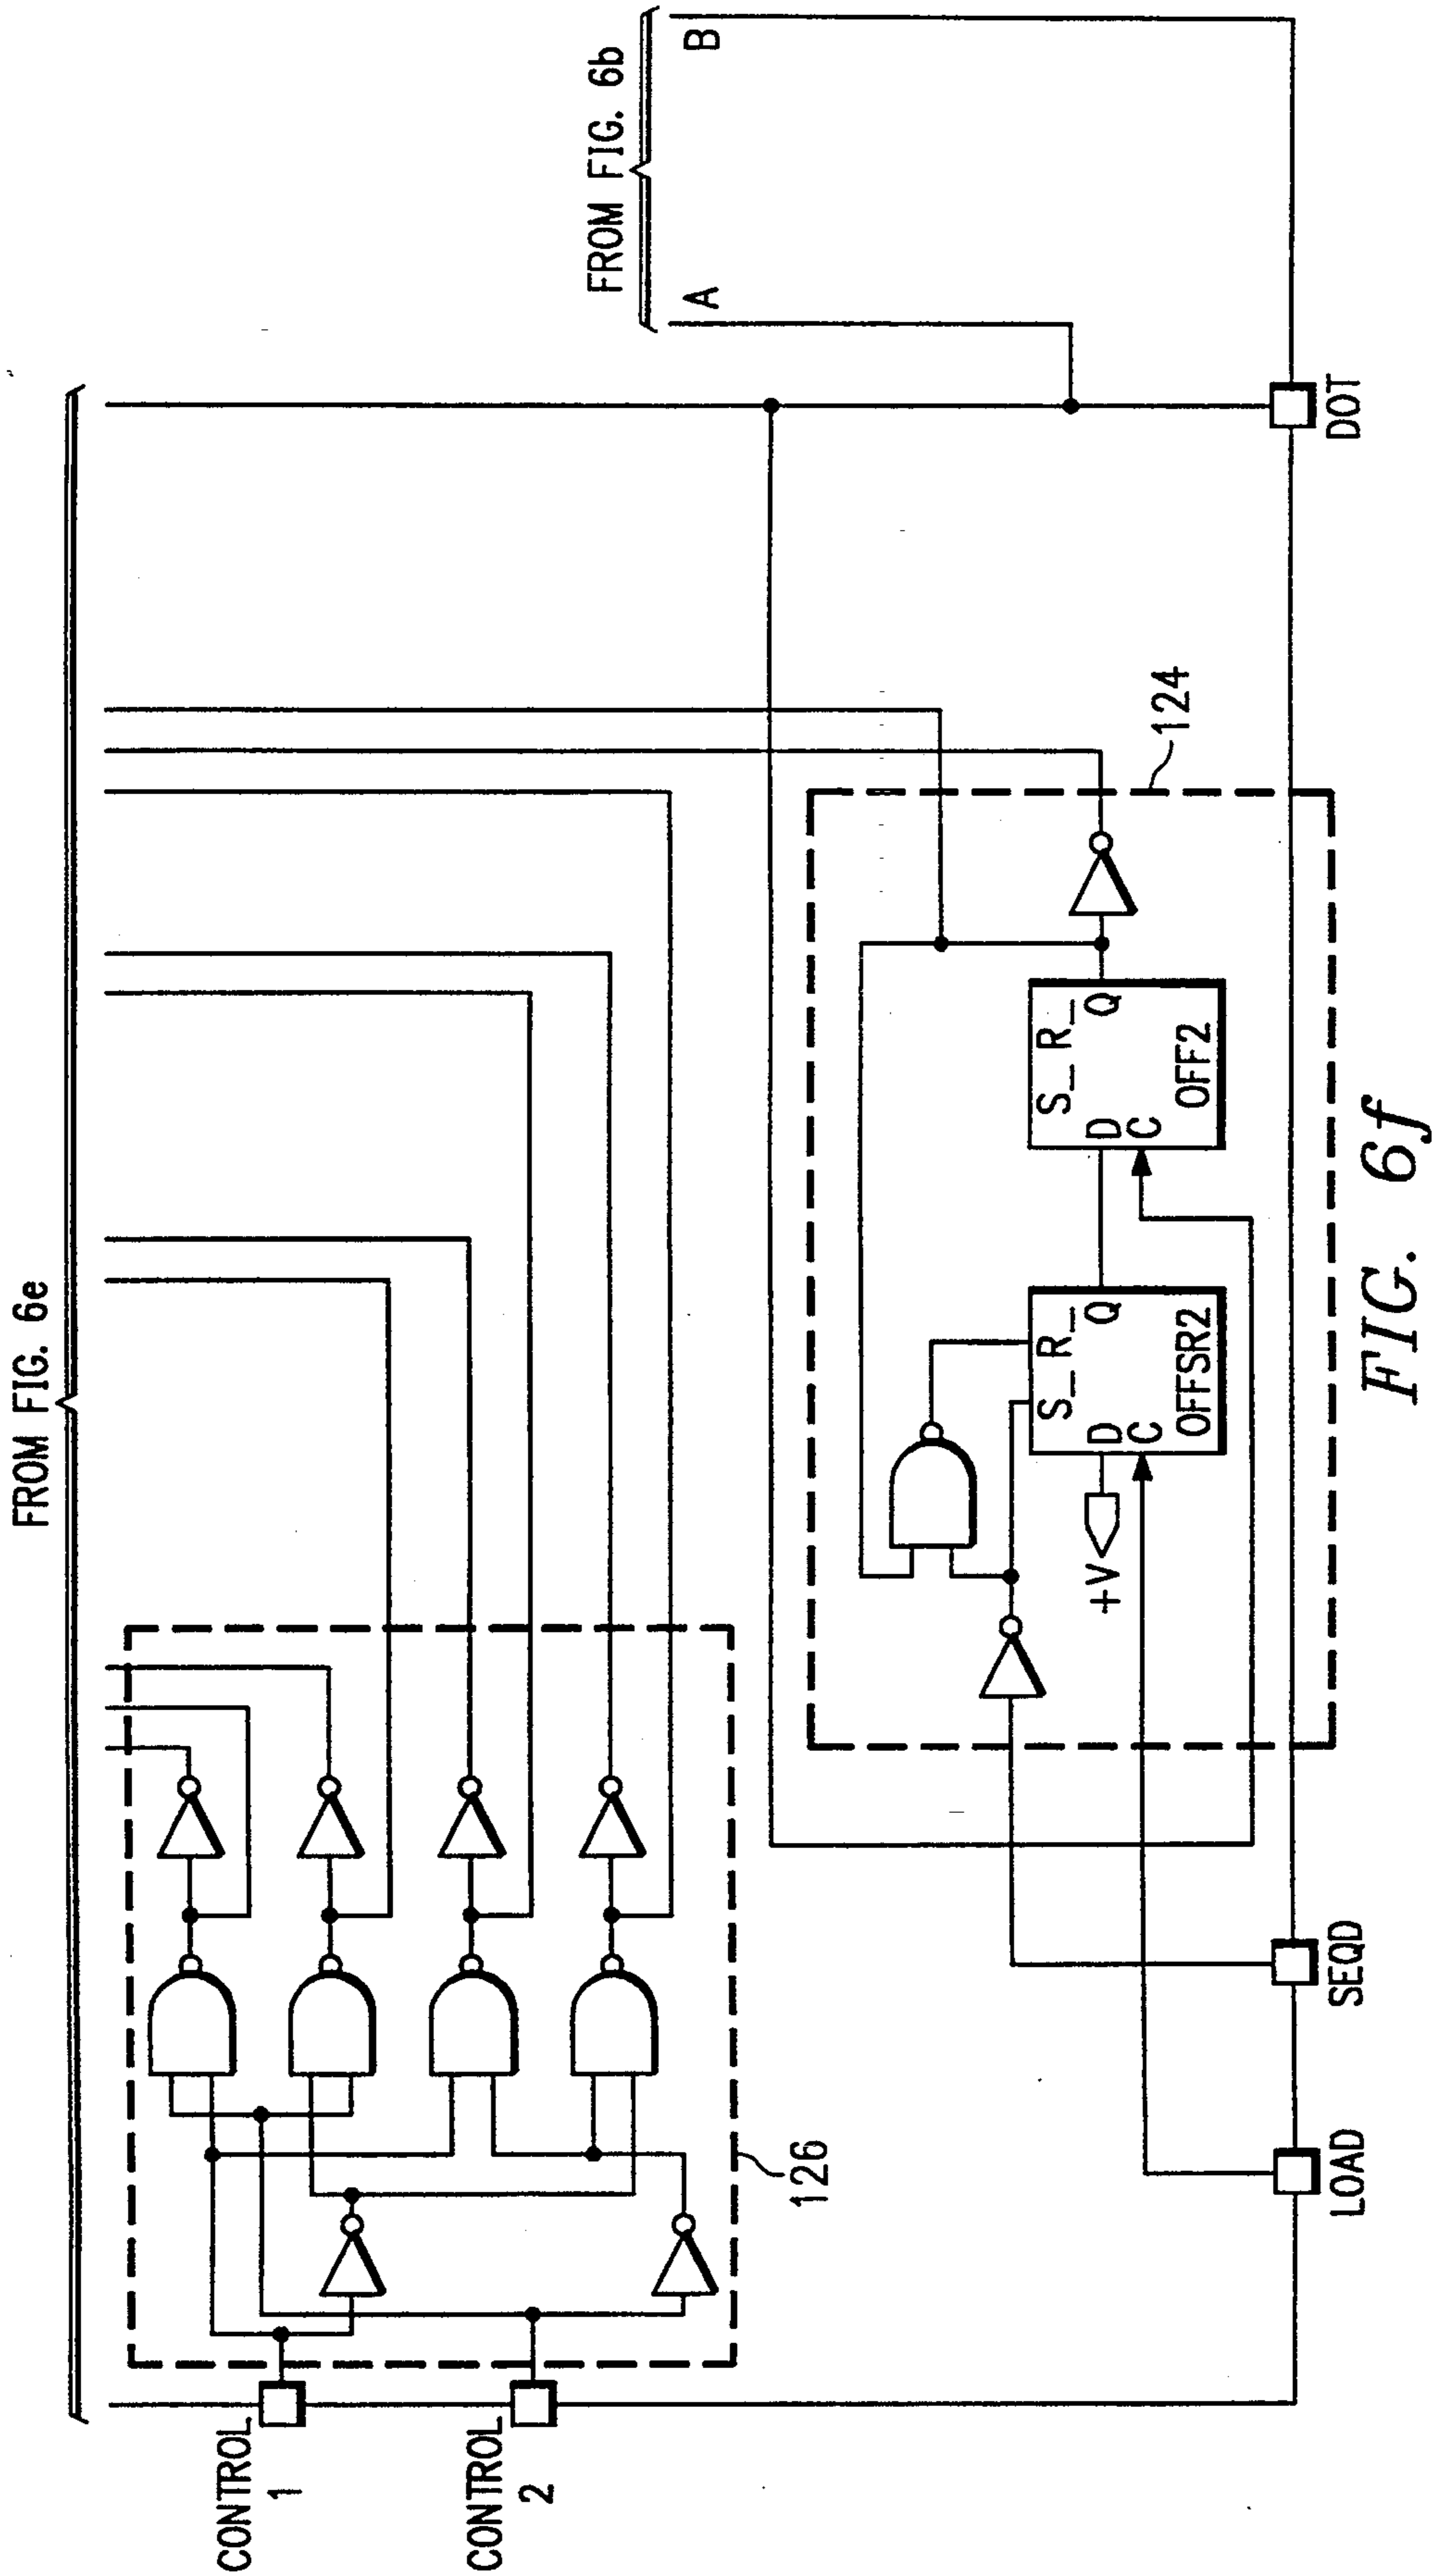 FROM FIG. 6e
FROM FIG. 6b
A
B
CONTROL
1
CONTROL
2
126
124
S_ R_
D Q
C
OFFSR2
S_ R_
D Q
C
OFF2
+V
LOAD
SEQD
DOT
FIG. 6f